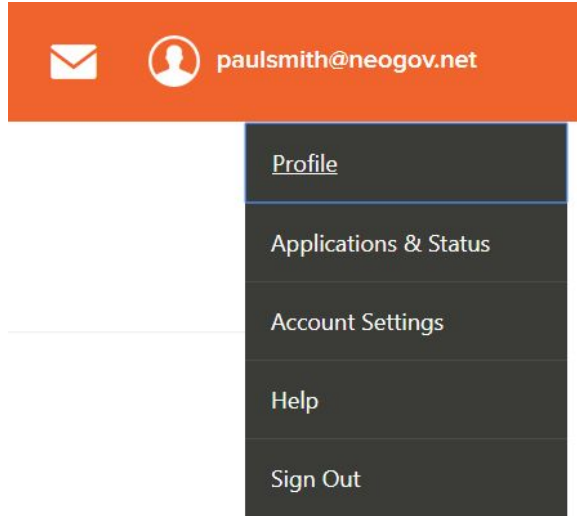 paulsmith@neogov.net
Profile
Applications & Status
Account Settings
Help
Sign Out